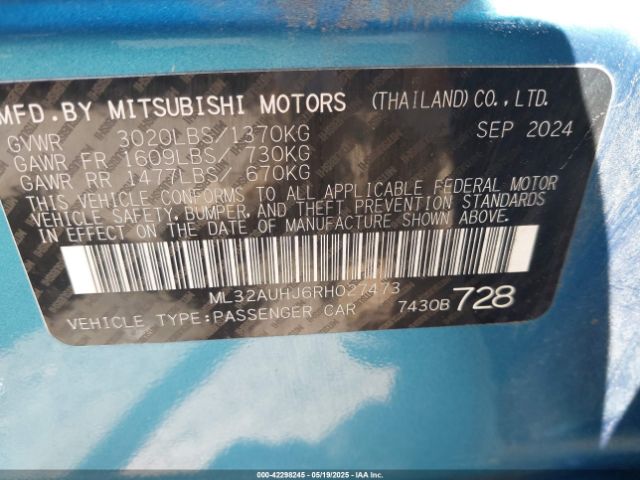 MFD.BY MITSUBISHI MOTORS (THAILAND) CO.,LTD.
GVWR 3020LBS/1370KG SEP 2024
GAWR FR 1609LBS/ 730KG
GAWR RR 1477LBS/ 670KG
THIS VEHICLE CONFORMS TO ALL APPLICABLE FEDERAL MOTOR
VEHICLE SAFETY, BUMPER, AND THEFT PREVENTION STANDARDS
IN EFFECT ON THE DATE OF MANUFACTURE SHOWN ABOVE.
ML32AUHJ6RH027473
VEHICLE TYPE:PASSENGER CAR 7430B 728
00-42298245 - 05/19/2025 - IAA Inc. (IAA)